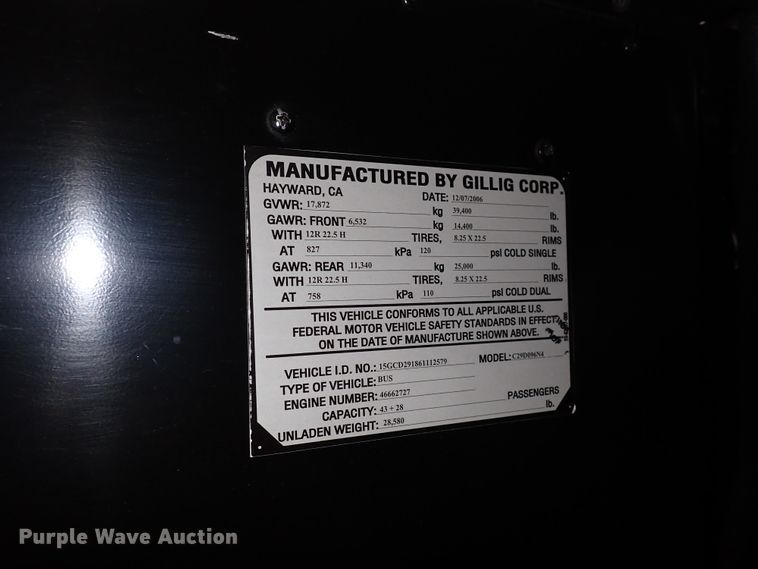 MANUFACTURED BY GILLIG CORP.
HAYWARD, CA DATE: 12/07/2006
GVWR: 17,872 kg 39,400 lb.
GAWR: FRONT 6,532 kg 14,400 lb.
WITH 12R 22.5 H TIRES, 8.25 X 22.5 RIMS
AT 827 kPa 120 psl COLD SINGLE
GAWR: REAR 11,340 kg 25,000 lb.
WITH 12R 22.5 H TIRES, 8.25 X 22.5 RIMS
AT 758 kPa 110 psl COLD DUAL
THIS VEHICLE CONFORMS TO ALL APPLICABLE U.S.
FEDERAL MOTOR VEHICLE SAFETY STANDARDS IN EFFECT
ON THE DATE OF MANUFACTURE SHOWN ABOVE.
VEHICLE I.D. NO.: 15GCD291861112579 MODEL: C29D096N4
TYPE OF VEHICLE: BUS
ENGINE NUMBER: 46662727
CAPACITY: 43 + 28 PASSENGERS
UNLADEN WEIGHT: 28,580 lb.
Purple Wave Auction